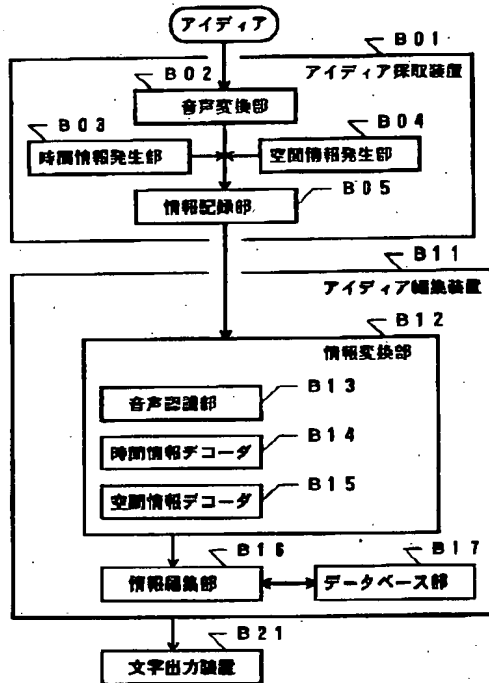 アイディア
B01
アイディア採取装置
B02
音声変換部
B03
B04
時間情報発生部
空間情報発生部
B05
情報記録部
B11
アイディア編集装置
B12
情報変換部
B13
音声認識部
B14
時間情報デコーダ
B15
空間情報デコーダ
B16
B17
情報編集部
データベース部
B21
文字出力装置